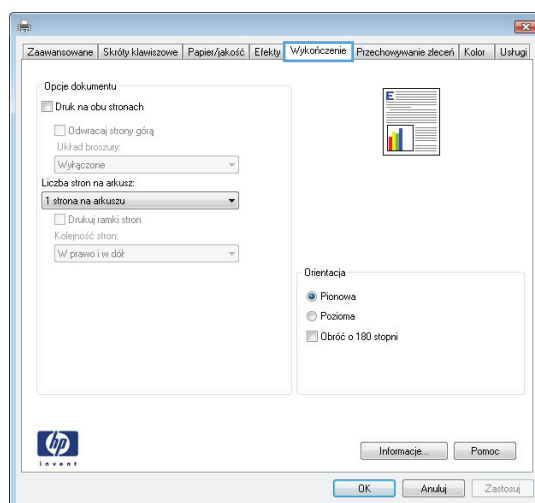 Zaawansowane Skróty klawiszowe Papier/jakość Efekty Wykończenie Przechowywanie zleceń Kolor Usługi
Opcje dokumentu
Druk na obu stronach
Odwracaj strony górą
Układ broszury:
Wyłączone
Liczba stron na arkusz:
1 strona na arkuszu
Drukuj ramki stron
Kolejność stron:
W prawo i w dół
E
Orientacja
Pionowa
Pozioma
Obróć o 180 stopni
hp
invent
Informacje... Pomoc
OK Anuluj Zastosuj